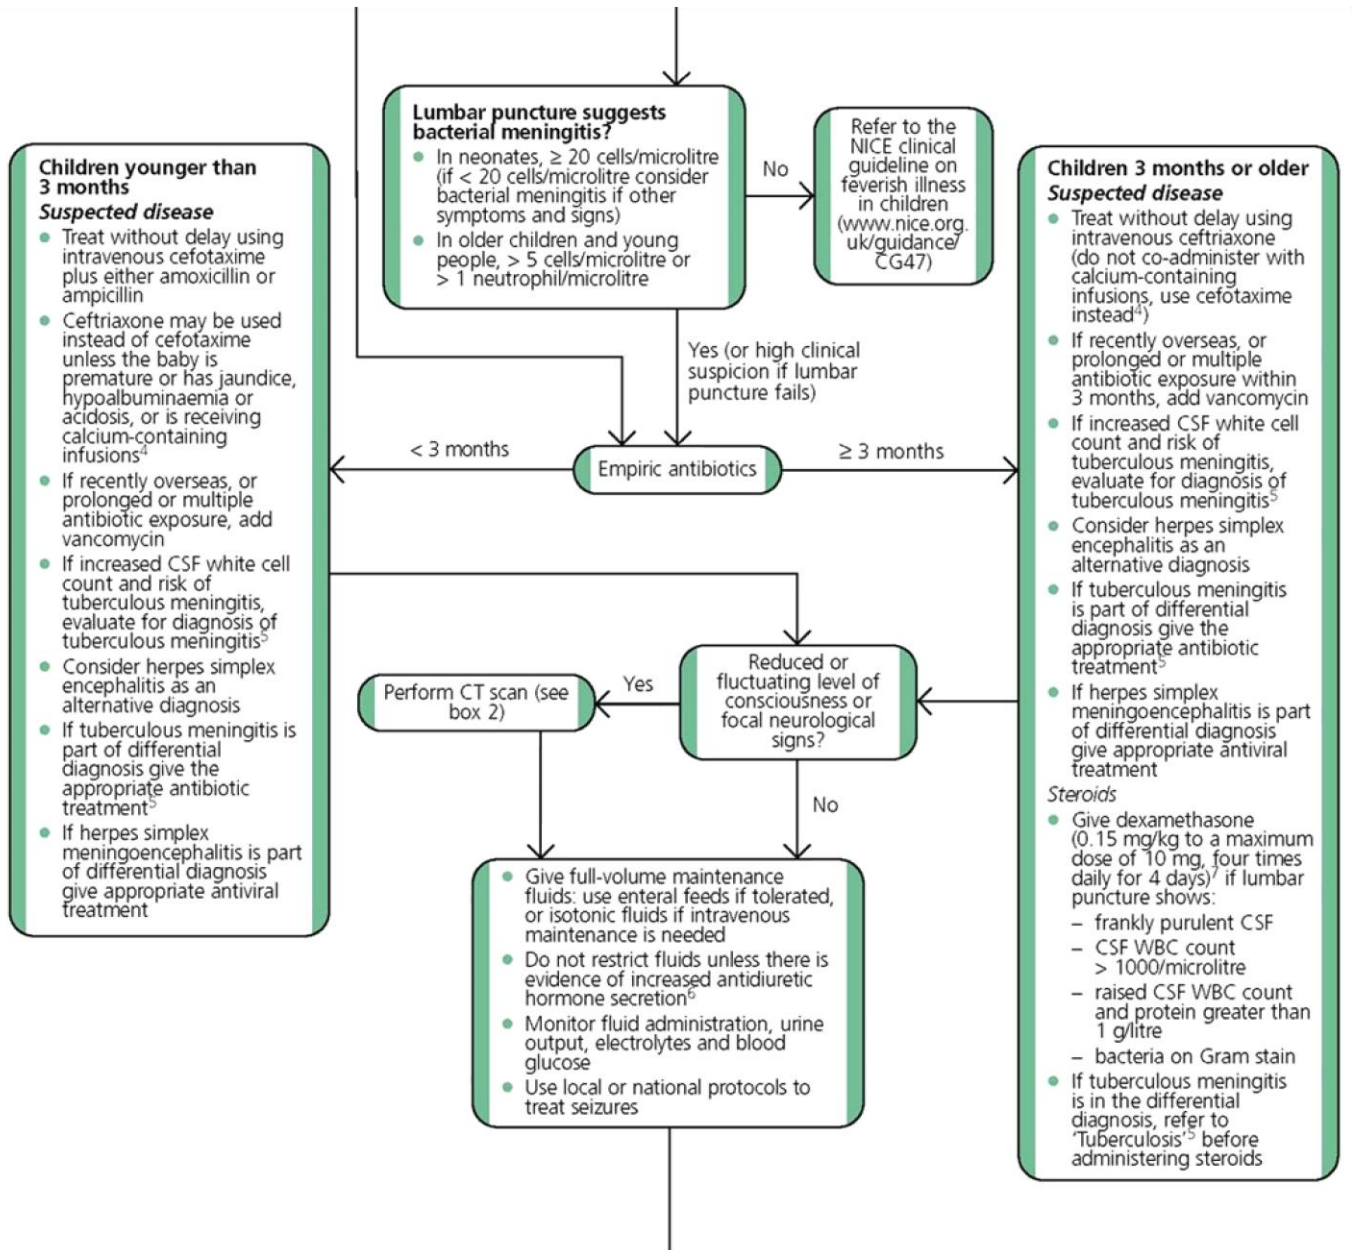 Lumbar puncture suggests
bacterial meningitis?
In neonates, ≥ 20 cells/microlitre
(if < 20 cells/microlitre consider
bacterial meningitis if other
symptoms and signs)
In older children and young
people, > 5 cells/microlitre or
> 1 neutrophil/microlitre
No
Refer to the
NICE clinical
guideline on
feverish illness
in children
(www.nice.org.
uk/guidance/
CG47)
Yes (or high clinical
suspicion if lumbar
puncture fails)
Empiric antibiotics
< 3 months
≥ 3 months
Children younger than
3 months
Suspected disease
Treat without delay using
intravenous cefotaxime
plus either amoxicillin or
ampicillin
Ceftriaxone may be used
instead of cefotaxime
unless the baby is
premature or has jaundice,
hypoalbuminaemia or
acidosis, or is receiving
calcium-containing
infusions4
If recently overseas, or
prolonged or multiple
antibiotic exposure, add
vancomycin
If increased CSF white cell
count and risk of
tuberculous meningitis,
evaluate for diagnosis of
tuberculous meningitis5
Consider herpes simplex
encephalitis as an
alternative diagnosis
If tuberculous meningitis is
part of differential
diagnosis give the
appropriate antibiotic
treatment5
If herpes simplex
meningoencephalitis is part
of differential diagnosis
give appropriate antiviral
treatment
Children 3 months or older
Suspected disease
Treat without delay using
intravenous ceftriaxone
(do not co-administer with
calcium-containing
infusions, use cefotaxime
instead4)
If recently overseas, or
prolonged or multiple
antibiotic exposure within
3 months, add vancomycin
If increased CSF white cell
count and risk of
tuberculous meningitis,
evaluate for diagnosis of
tuberculous meningitis5
Consider herpes simplex
encephalitis as an
alternative diagnosis
If tuberculous meningitis
is part of differential
diagnosis give the
appropriate antibiotic
treatment5
If herpes simplex
meningoencephalitis is part
of differential diagnosis
give appropriate antiviral
treatment
Steroids
Give dexamethasone
(0.15 mg/kg to a maximum
dose of 10 mg, four times
daily for 4 days)7 if lumbar
puncture shows:
– frankly purulent CSF
– CSF WBC count
> 1000/microlitre
– raised CSF WBC count
and protein greater than
1 g/litre
– bacteria on Gram stain
If tuberculous meningitis
is in the differential
diagnosis, refer to
‘Tuberculosis’5 before
administering steroids
Reduced or
fluctuating level of
consciousness or
focal neurological
signs?
Yes
Perform CT scan (see
box 2)
No
Give full-volume maintenance
fluids: use enteral feeds if tolerated,
or isotonic fluids if intravenous
maintenance is needed
Do not restrict fluids unless there is
evidence of increased antidiuretic
hormone secretion6
Monitor fluid administration, urine
output, electrolytes and blood
glucose
Use local or national protocols to
treat seizures